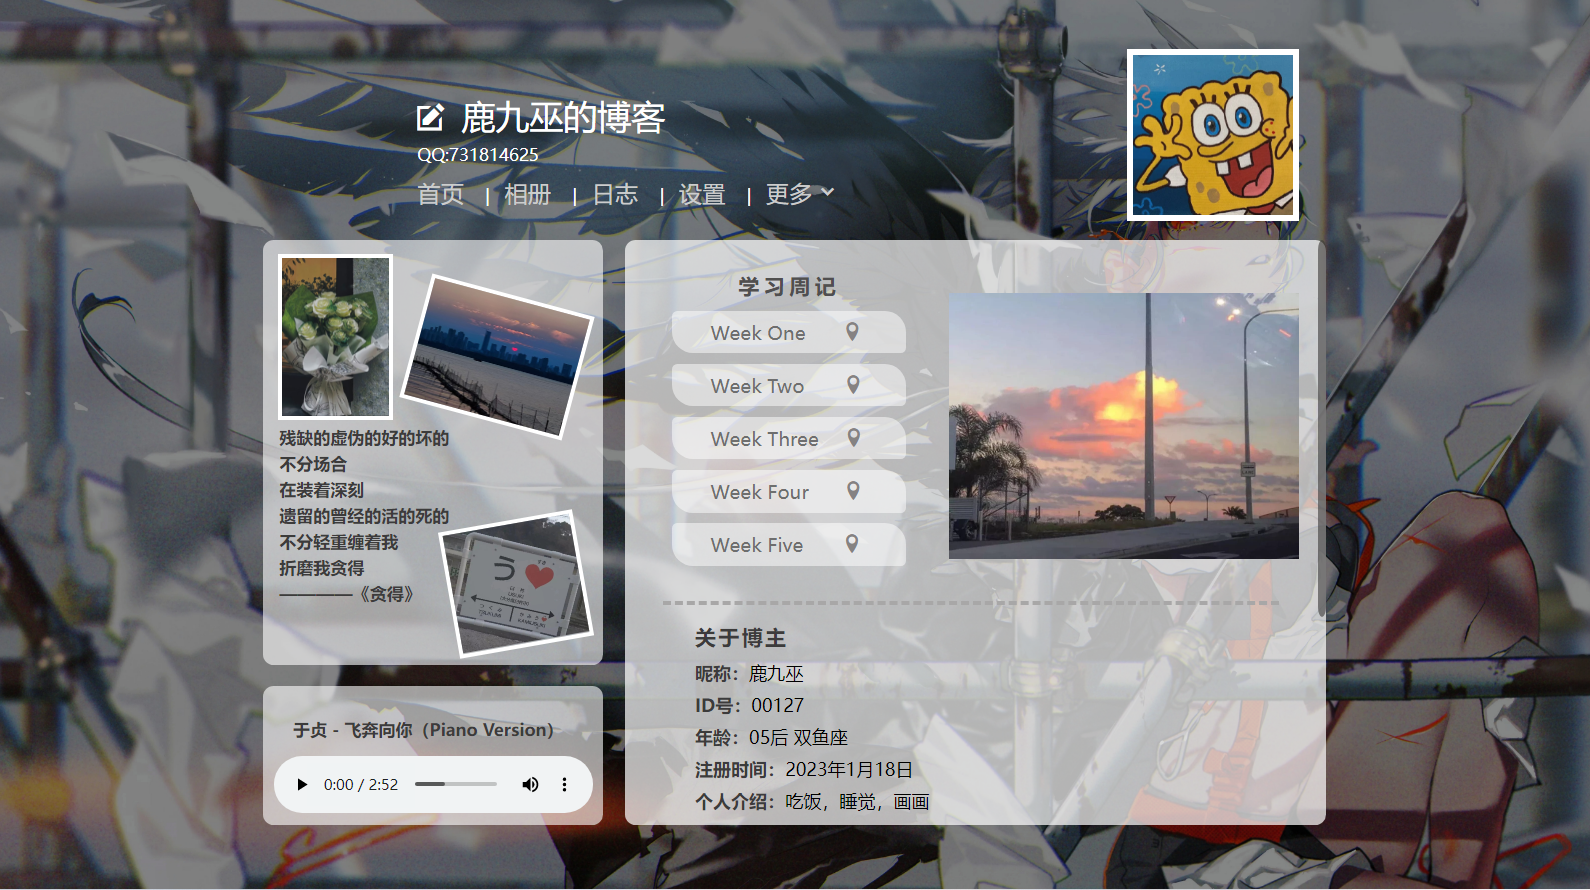 鹿九巫的博客
QQ:731814625
首页 | 相册 | 日志 | 设置 | 更多
残缺的虚伪的好的坏的
不分场合
在装着深刻
遗留的曾经的活的死的
不分轻重缠着我
折磨我贪得
————《贪得》
う
于贞 - 飞奔向你（Piano Version）
0:00 / 2:52
学习周记
Week One
Week Two
Week Three
Week Four
Week Five
关于博主
昵称：鹿九巫
ID号：00127
年龄：05后 双鱼座
注册时间：2023年1月18日
个人介绍：吃饭，睡觉，画画